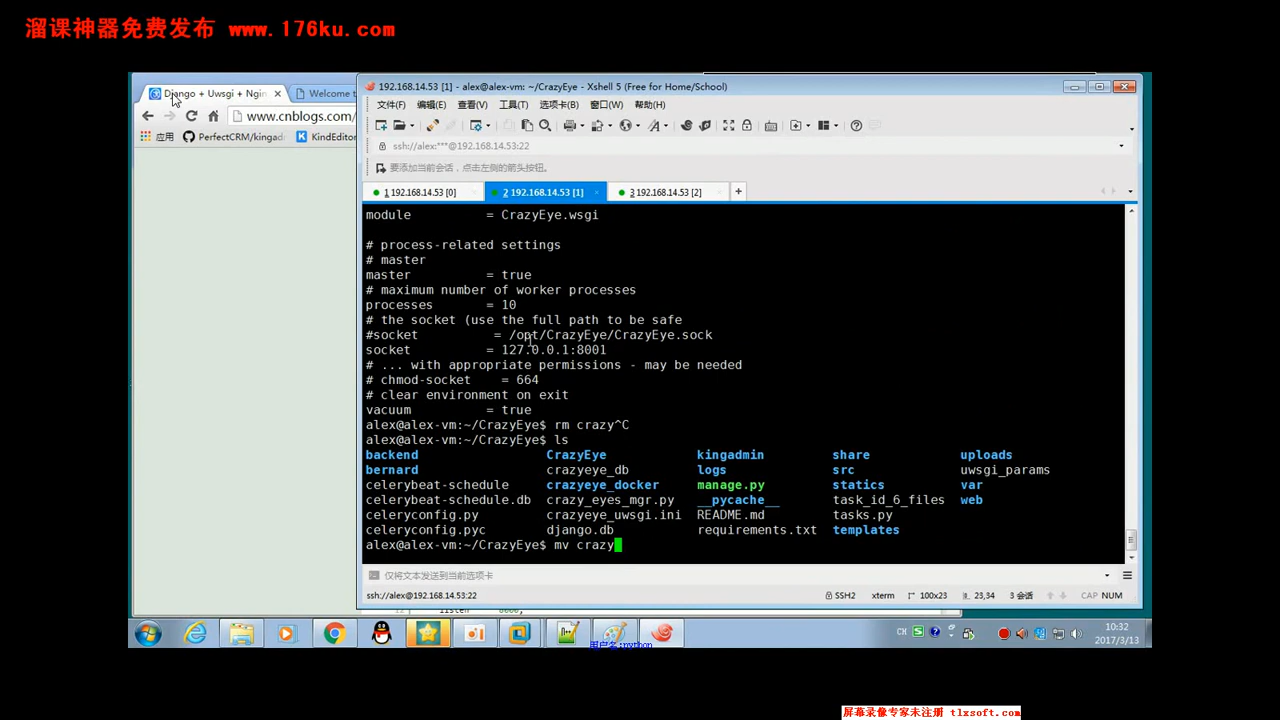 溜课神器免费发布 www.176ku.com
192.168.14.53 [1] - alex@alex-vm: ~/CrazyEye - Xshell 5 (Free for Home/School)
Django + Uwsgi + Ngin
Welcome t
文件(F) 编辑(E) 查看(V) 工具(T) 选项卡(B) 窗口(W) 帮助(H)
www.cnblogs.com/
应用 PerfectCRM/kingad KindEditor
ssh://alex:***@192.168.14.53:22
要添加当前会话，点击左侧的箭头按钮。
1 192.168.14.53 [0] 2 192.168.14.53 [1] 3 192.168.14.53 [2] +
module = CrazyEye.wsgi
# process-related settings
# master
master = true
# maximum number of worker processes
processes = 10
# the socket (use the full path to be safe
#socket = /opt/CrazyEye/CrazyEye.sock
socket = 127.0.0.1:8001
# ... with appropriate permissions - may be needed
# chmod-socket = 664
# clear environment on exit
vacuum = true
alex@alex-vm:~/CrazyEye$ rm crazy^C
alex@alex-vm:~/CrazyEye$ ls
backend CrazyEye kingadmin share uploads
bernard crazyeye_db logs src uwsgi_params
celerybeat-schedule crazyeye_docker manage.py statics var
celerybeat-schedule.db crazy_eyes_mgr.py __pycache__ task_id_6_files web
celeryconfig.py crazyeye_uwsgi.ini README.md tasks.py
celeryconfig.pyc django.db requirements.txt templates
alex@alex-vm:~/CrazyEye$ mv crazy
仅将文本发送到当前选项卡
ssh://alex@192.168.14.53:22 SSH2 xterm 100x23 23,34 3 会话 CAP NUM
CH 10:32
2017/3/13
用户名:python
屏幕录像专家未注册 tlxsoft.com